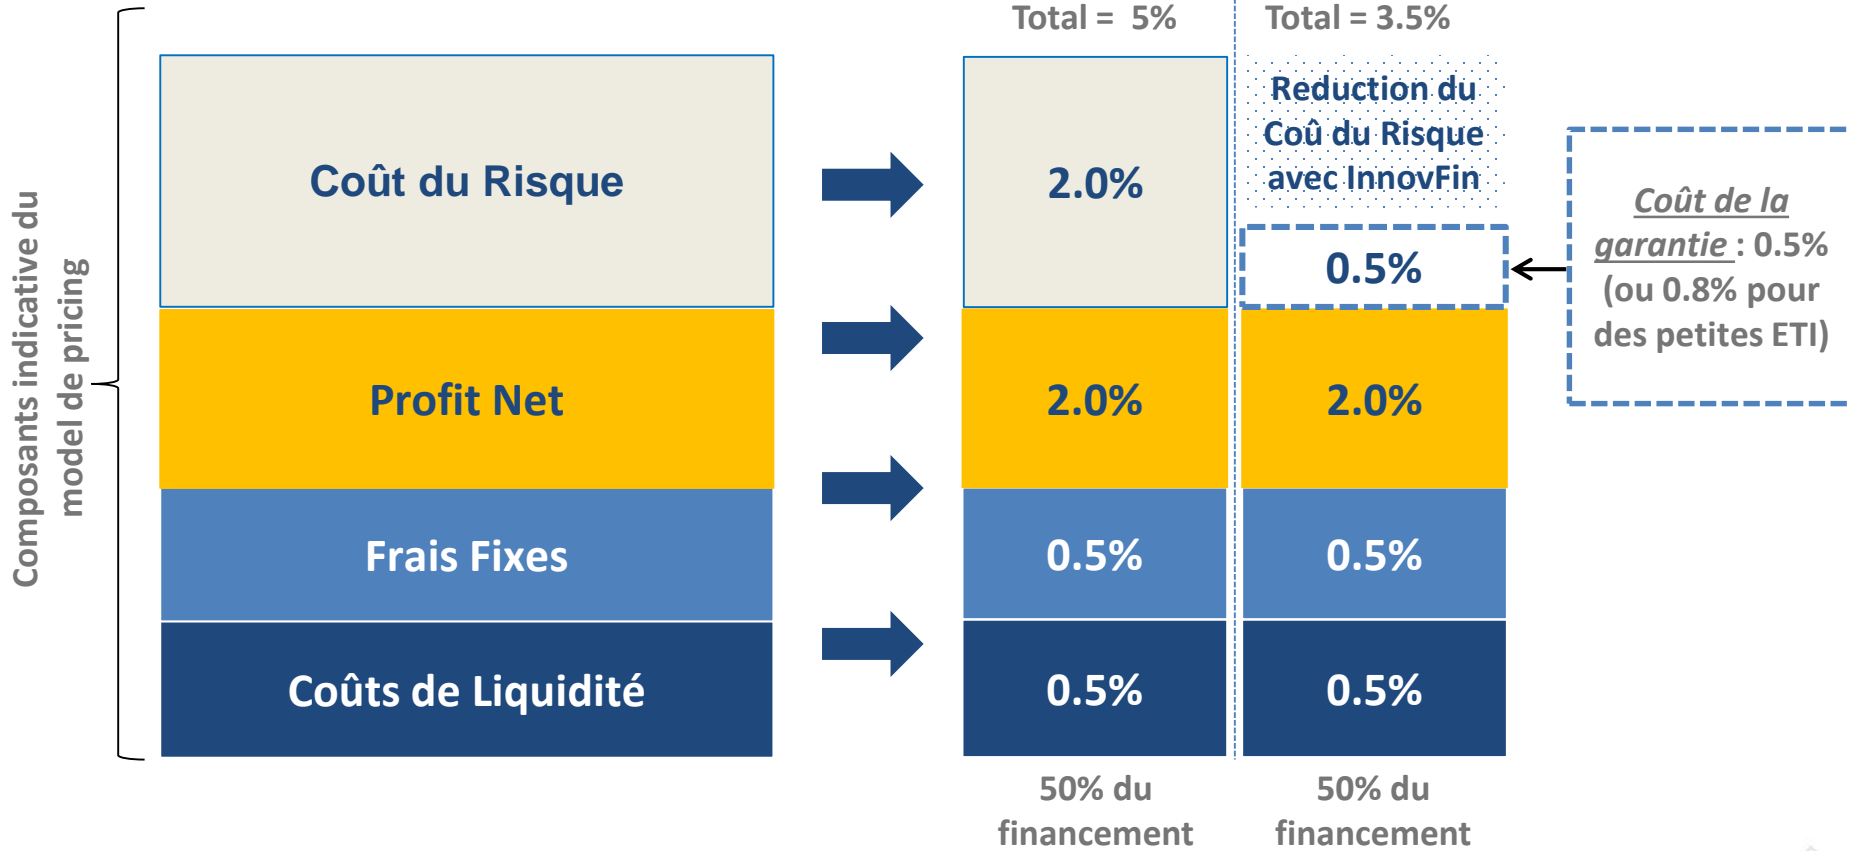 Composants indicative du
model de pricing
Coût du Risque
Profit Net
Frais Fixes
Coûts de Liquidité
Total = 5%
2.0%
2.0%
0.5%
0.5%
50% du
financement
Total = 3.5%
Reduction du
Coû du Risque
avec InnovFin
0.5%
2.0%
0.5%
0.5%
50% du
financement
Coût de la
garantie : 0.5%
(ou 0.8% pour
des petites ETI)